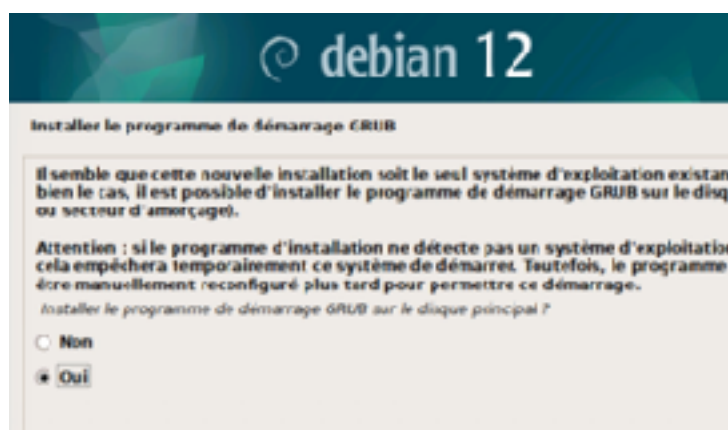 debian 12
Installer le programme de démarrage GRUB
Il semble que cette nouvelle installation soit le seul système d'exploitation existan
bien le cas, il est possible d'installer le programme de démarrage GRUB sur le disq
ou secteur d'amorçage).
Attention : si le programme d'installation ne détecte pas un système d'exploitation
cela empêchera temporairement ce système de démarrer. Toutefois, le programme
être manuellement reconfiguré plus tard pour permettre ce démarrage.
Installer le programme de démarrage GRUB sur le disque principal ?
Non
Oui